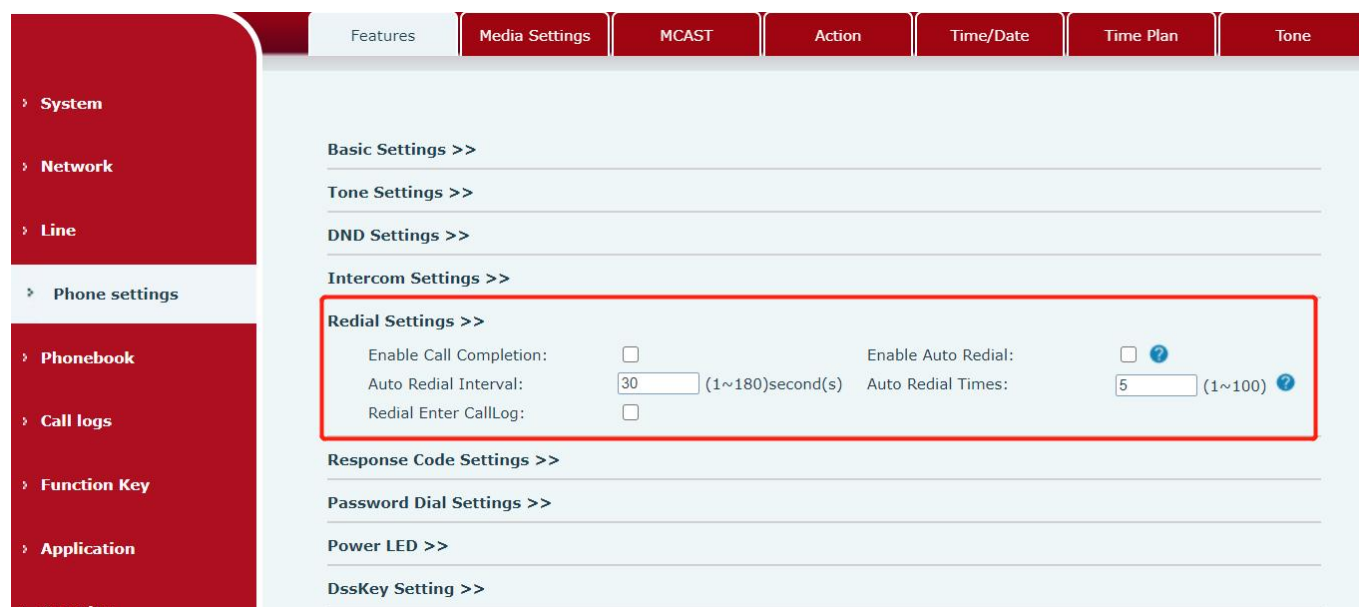 Features Media Settings MCAST Action Time/Date Time Plan Tone
System
Network
Line
Phone settings
Phonebook
Call logs
Function Key
Application
Basic Settings >>
Tone Settings >>
DND Settings >>
Intercom Settings >>
Redial Settings >>
Enable Call Completion: Enable Auto Redial: ?
Auto Redial Interval: 30 (1~180)second(s) Auto Redial Times: 5 (1~100) ?
Redial Enter CallLog:
Response Code Settings >>
Password Dial Settings >>
Power LED >>
DssKey Setting >>